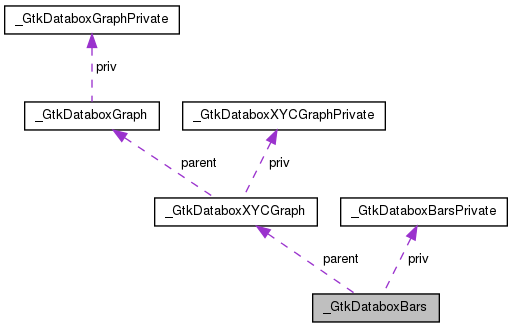 _GtkDataboxGraphPrivate
priv
_GtkDataboxGraph
_GtkDataboxXYCGraphPrivate
parent
priv
_GtkDataboxXYCGraph
_GtkDataboxBarsPrivate
parent
priv
_GtkDataboxBars